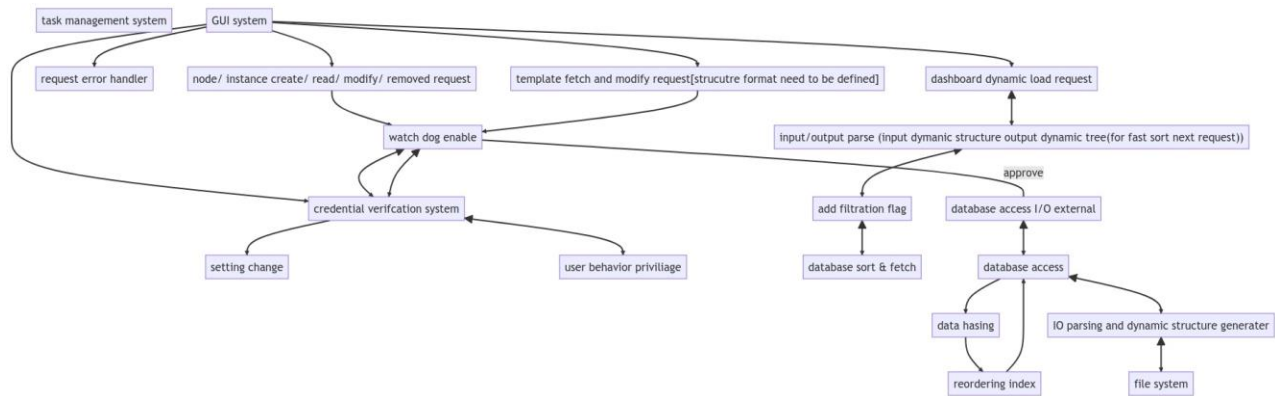 task management system
GUI system
request error handler
node/ instance create/ read/ modify/ removed request
template fetch and modify request[strucutre format need to be defined]
dashboard dynamic load request
watch dog enable
input/output parse (input dymanic structure output dynamic tree(for fast sort next request))
approve
credential verifcation system
add filtration flag
database access I/O external
setting change
user behavior priviliage
database sort & fetch
database access
data hasing
IO parsing and dynamic structure generater
reordering index
file system